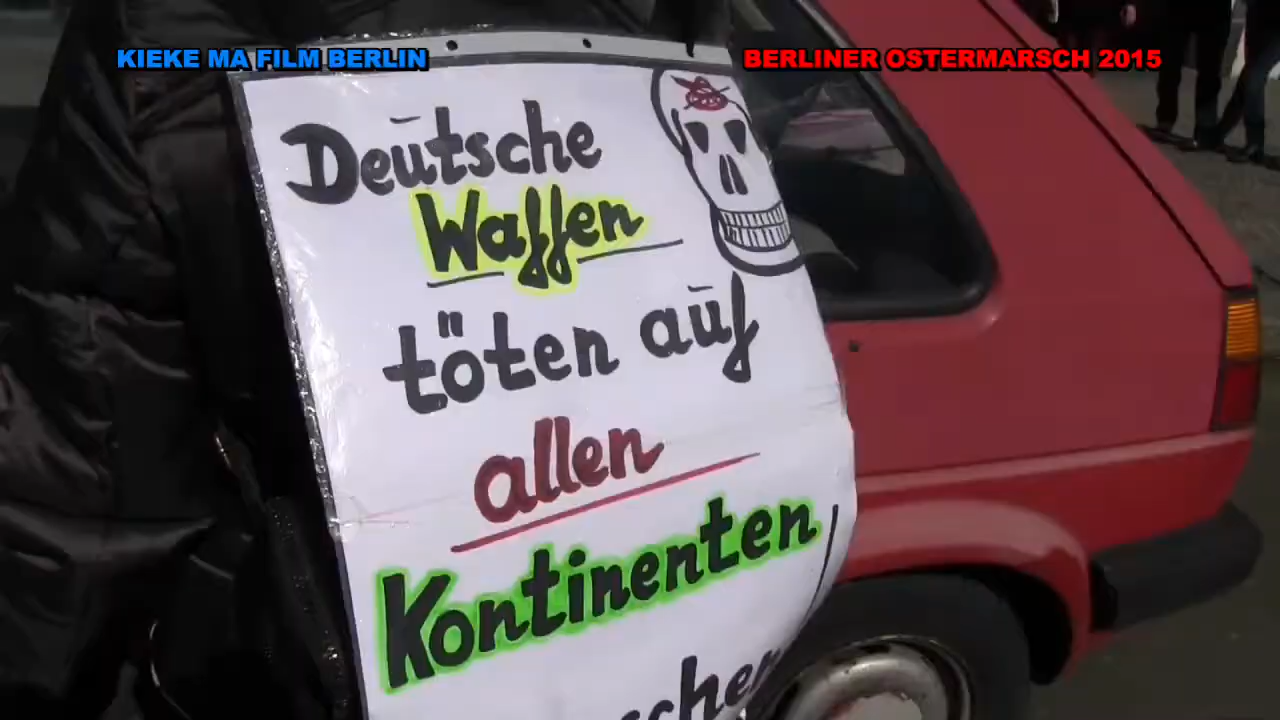 KIEKE MA FILM BERLIN
BERLINER OSTERMARSCH 2015
Deutsche
Waffen
töten auf
allen
Kontinenten